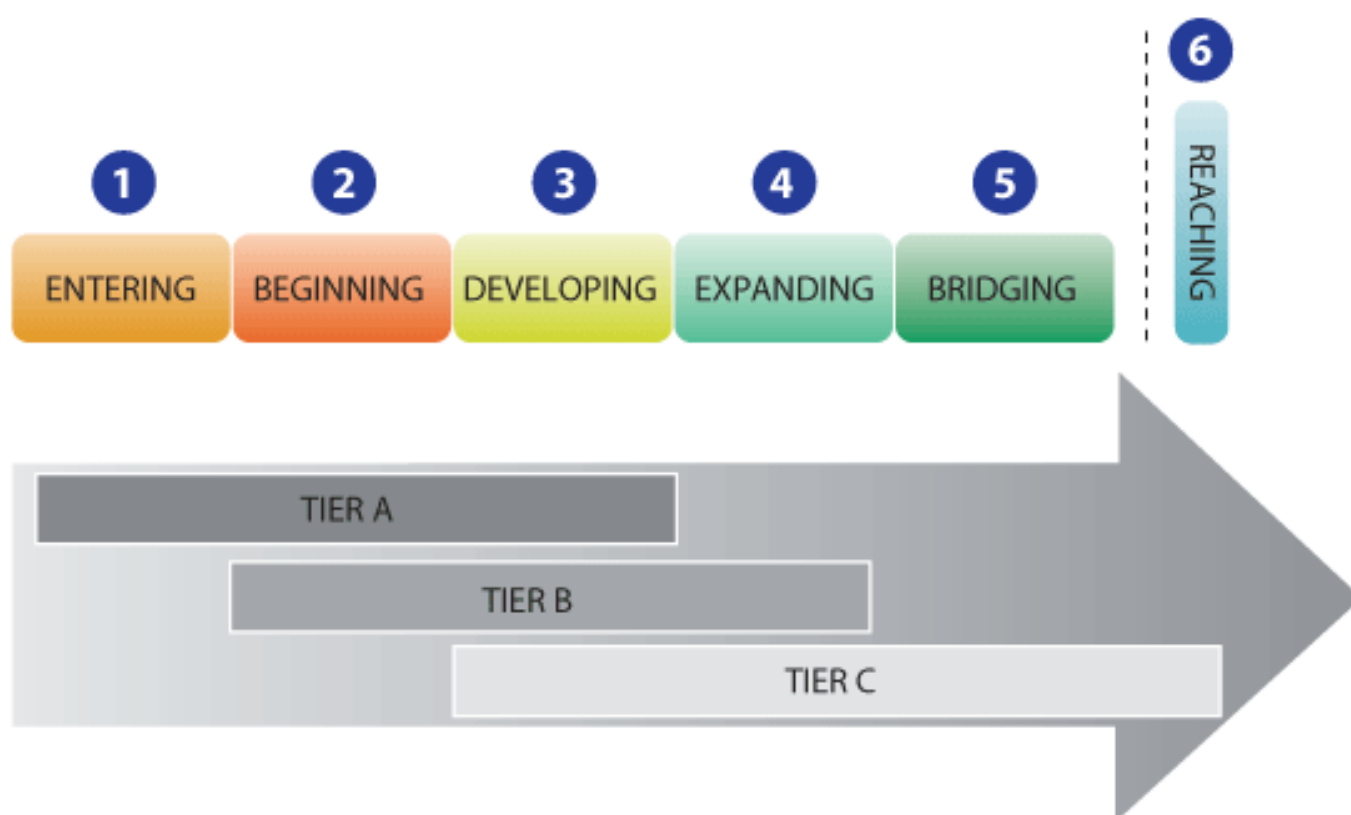 6
REACHING
1
2
3
4
5
ENTERING
BEGINNING
DEVELOPING
EXPANDING
BRIDGING
TIER A
TIER B
TIER C